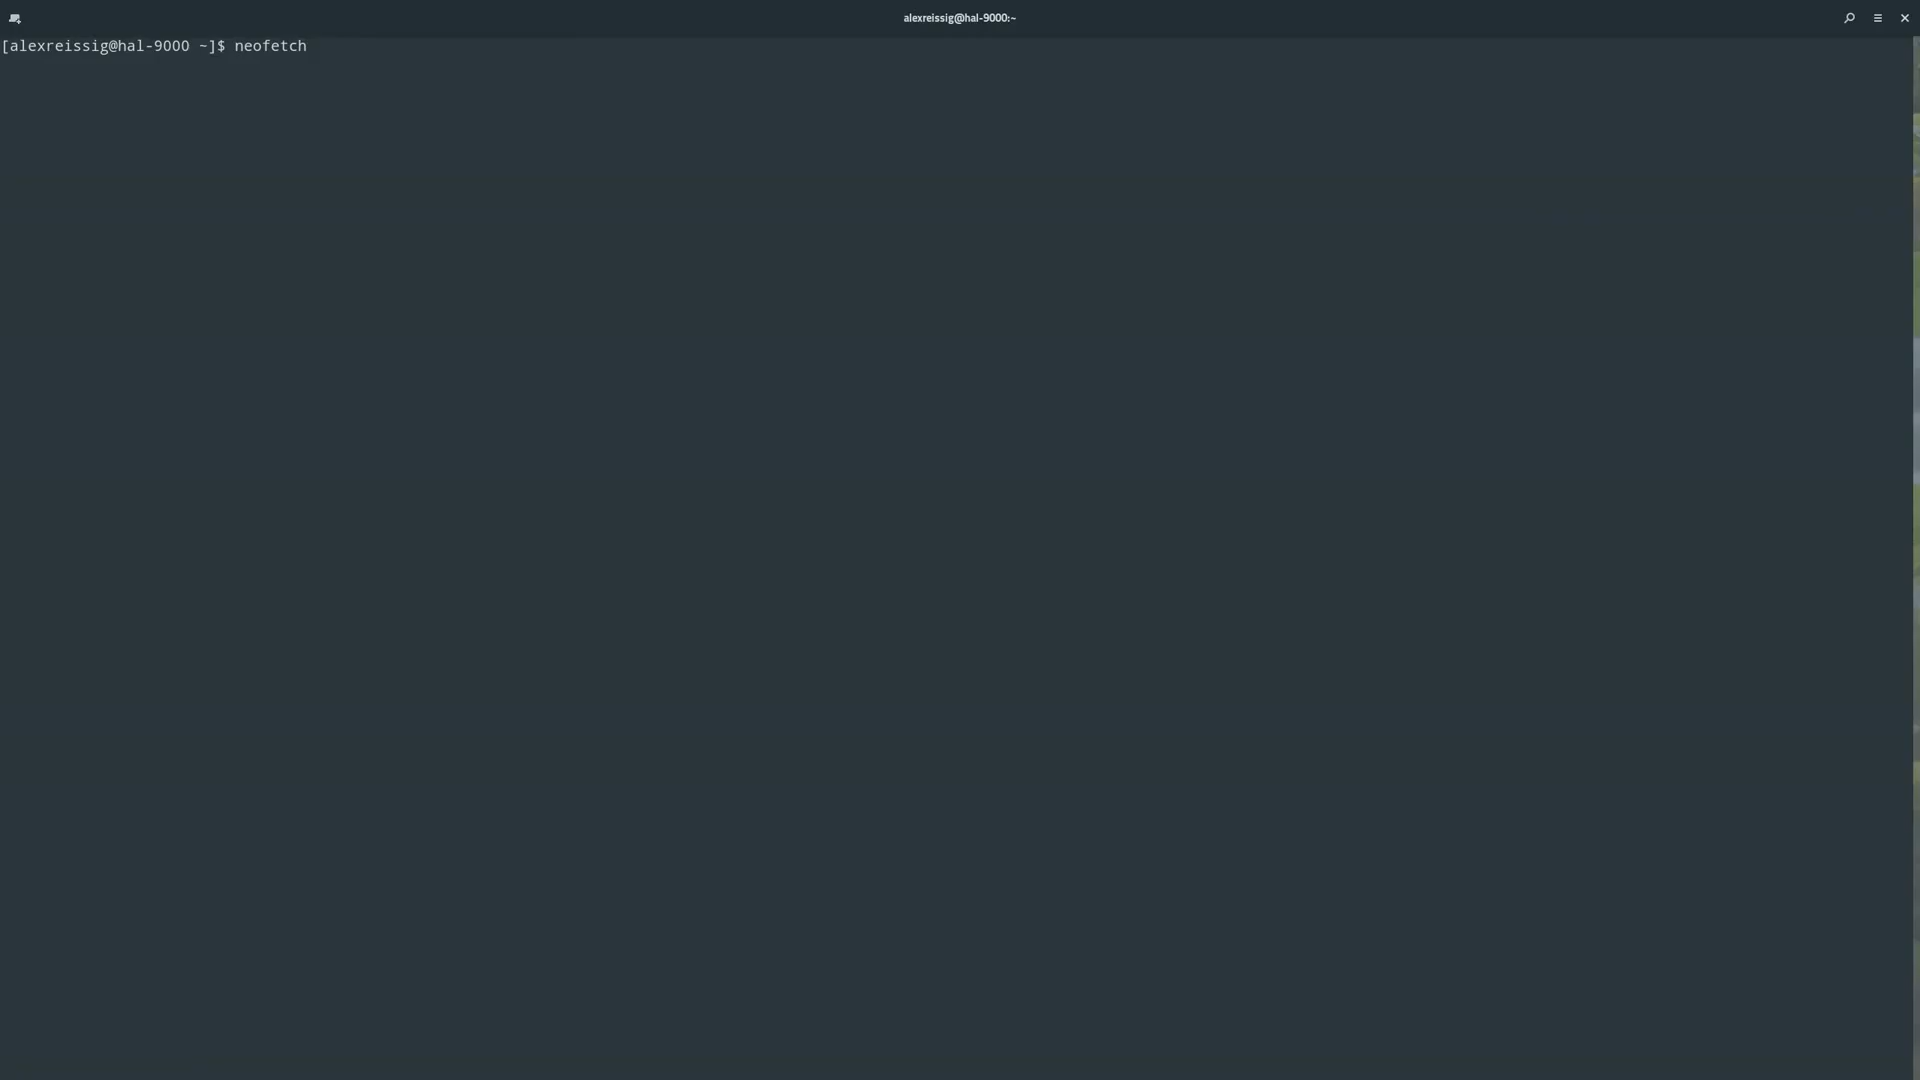 alexreissig@hal-9000:~
[alexreissig@hal-9000 ~]$ neofetch